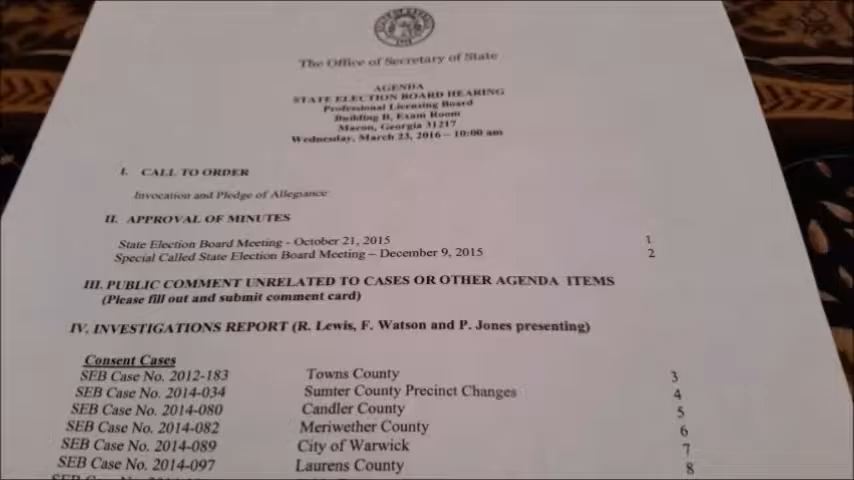 The Office of Secretary of State
AGENDA
STATE ELECTION BOARD HEARING
Professional Licensing Board
Building B, Exam Room
Macon, Georgia 31217
Wednesday, March 23, 2016 – 10:00 am
I. CALL TO ORDER
Invocation and Pledge of Allegiance
II. APPROVAL OF MINUTES
State Election Board Meeting - October 21, 2015 1
Special Called State Election Board Meeting – December 9, 2015 2
III. PUBLIC COMMENT UNRELATED TO CASES OR OTHER AGENDA ITEMS
(Please fill out and submit comment card)
IV. INVESTIGATIONS REPORT (R. Lewis, F. Watson and P. Jones presenting)
Consent Cases
SEB Case No. 2012-183 Towns County 3
SEB Case No. 2014-034 Sumter County Precinct Changes 4
SEB Case No. 2014-080 Candler County 5
SEB Case No. 2014-082 Meriwether County 6
SEB Case No. 2014-089 City of Warwick 7
SEB Case No. 2014-097 Laurens County 8